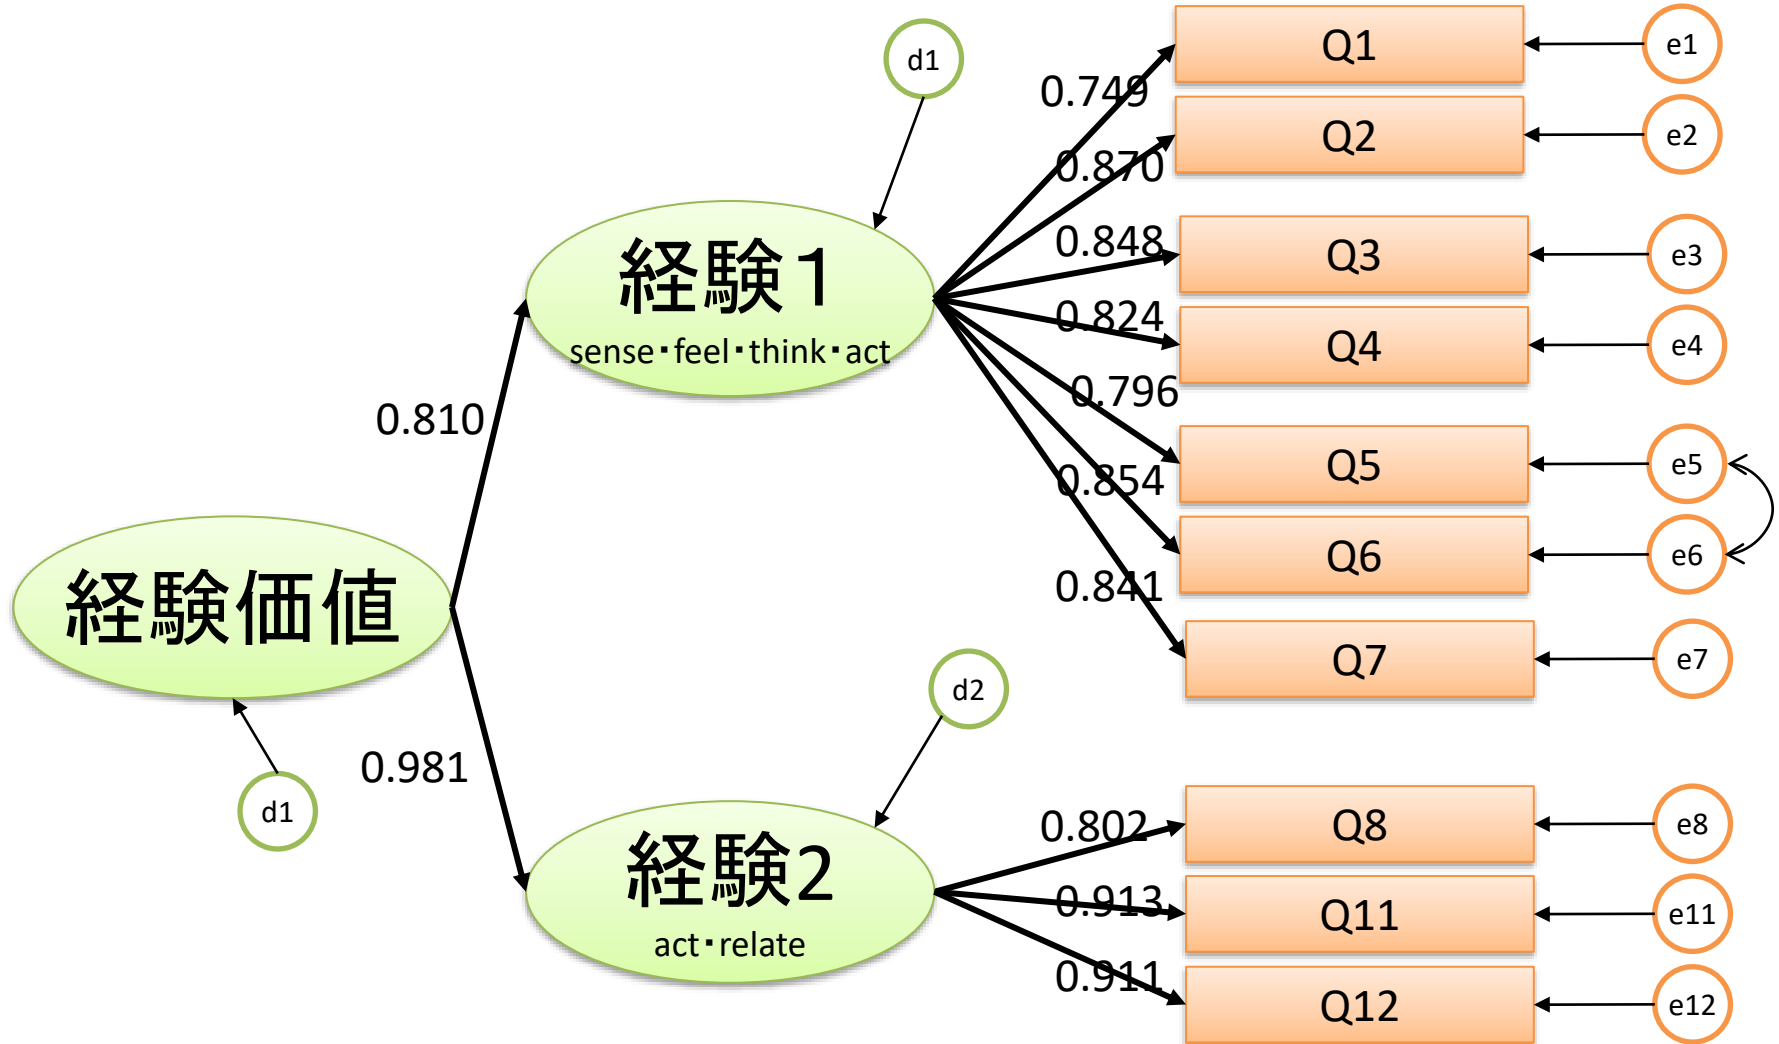 d1
Q1
e1
0.749
Q2
e2
0.870
経験1
sense・feel・think・act
0.848
Q3
e3
0.824
Q4
e4
0.796
0.810
Q5
e5
0.854
Q6
e6
0.841
経験価値
Q7
e7
d2
0.981
d1
0.802
Q8
e8
経験2
act・relate
0.913
Q11
e11
0.911
Q12
e12